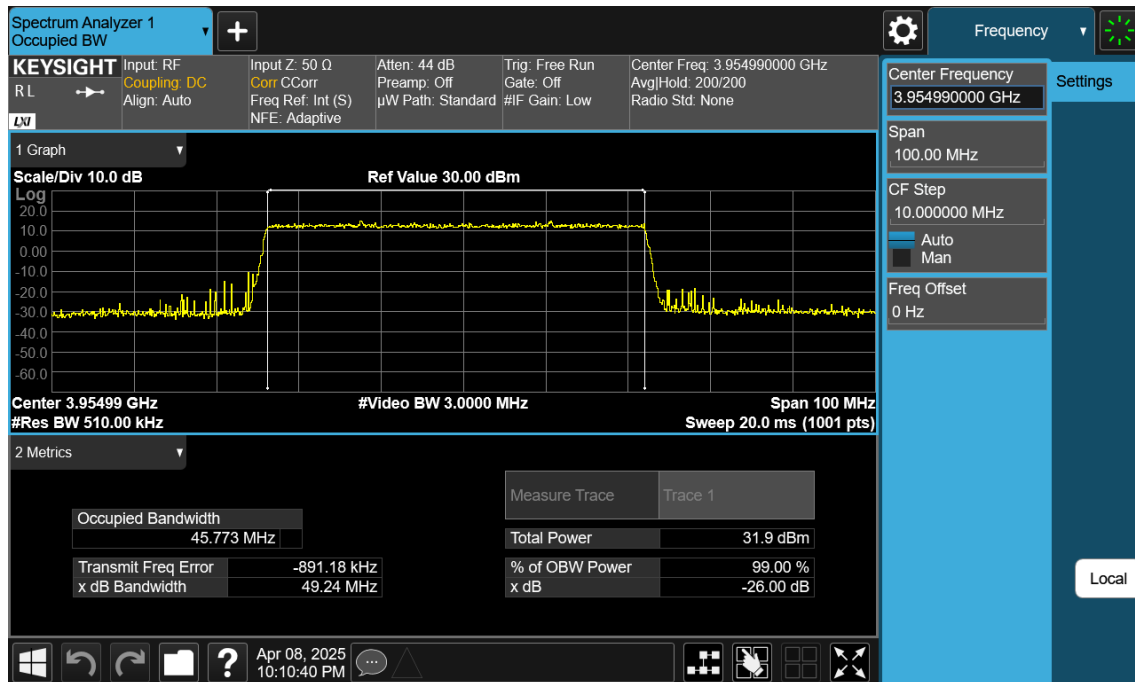 Spectrum Analyzer 1
Occupied BW
Frequency
KEYSIGHT
R L
LXI
Input: RF
Coupling: DC
Align: Auto
Input Z: 50 Ω
Corr CCorr
Freq Ref: Int (S)
NFE: Adaptive
Atten: 44 dB
Preamp: Off
µW Path: Standard
Trig: Free Run
Gate: Off
#IF Gain: Low
Center Freq: 3.954990000 GHz
Avg|Hold: 200/200
Radio Std: None
1 Graph
Scale/Div 10.0 dB
Ref Value 30.00 dBm
Log
20.0
10.0
0.00
-10.0
-20.0
-30.0
-40.0
-50.0
-60.0
Center 3.95499 GHz
#Video BW 3.0000 MHz
Span 100 MHz
#Res BW 510.00 kHz
Sweep 20.0 ms (1001 pts)
2 Metrics
Measure Trace
Trace 1
Occupied Bandwidth
45.773 MHz
Total Power
31.9 dBm
Transmit Freq Error
-891.18 kHz
% of OBW Power
99.00 %
x dB Bandwidth
49.24 MHz
x dB
-26.00 dB
Center Frequency
3.954990000 GHz
Settings
Span
100.00 MHz
CF Step
10.000000 MHz
Auto
Man
Freq Offset
0 Hz
Local
?
Apr 08, 2025
10:10:40 PM